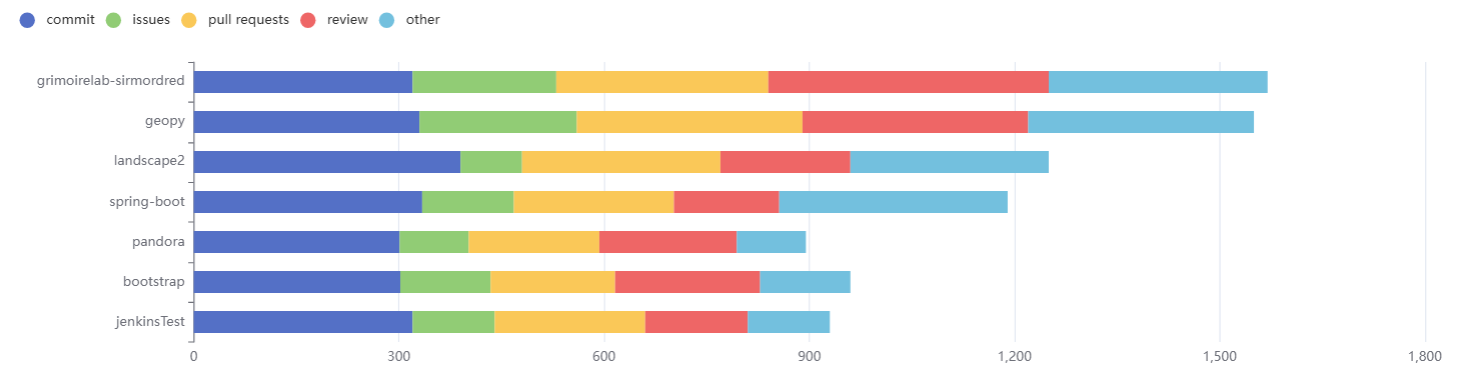 commit issues pull requests review other
grimoirelab-sirmordred
geopy
landscape2
spring-boot
pandora
bootstrap
jenkinsTest
0 300 600 900 1,200 1,500 1,800